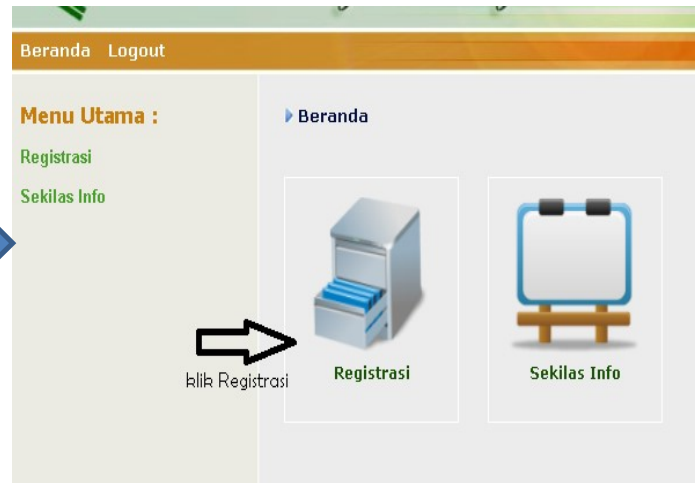 Beranda Logout
Menu Utama :
Registrasi
Sekilas Info
Beranda
klik Registrasi
Registrasi
Sekilas Info